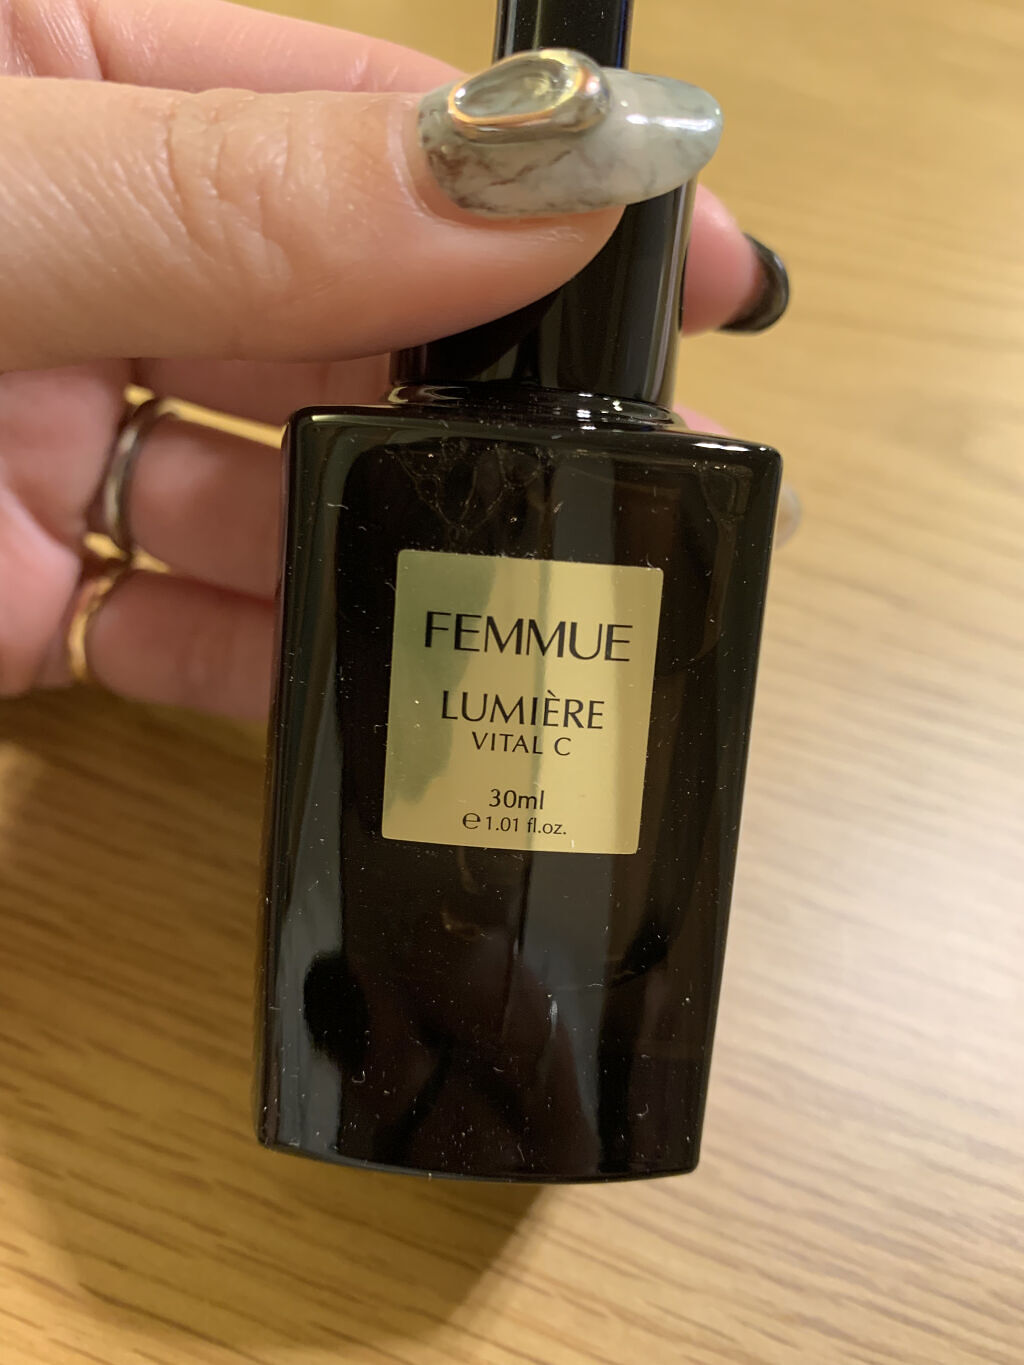 FEMMUE
LUMIÈRE
VITAL C
30ml
℮ 1.01 fl.oz.